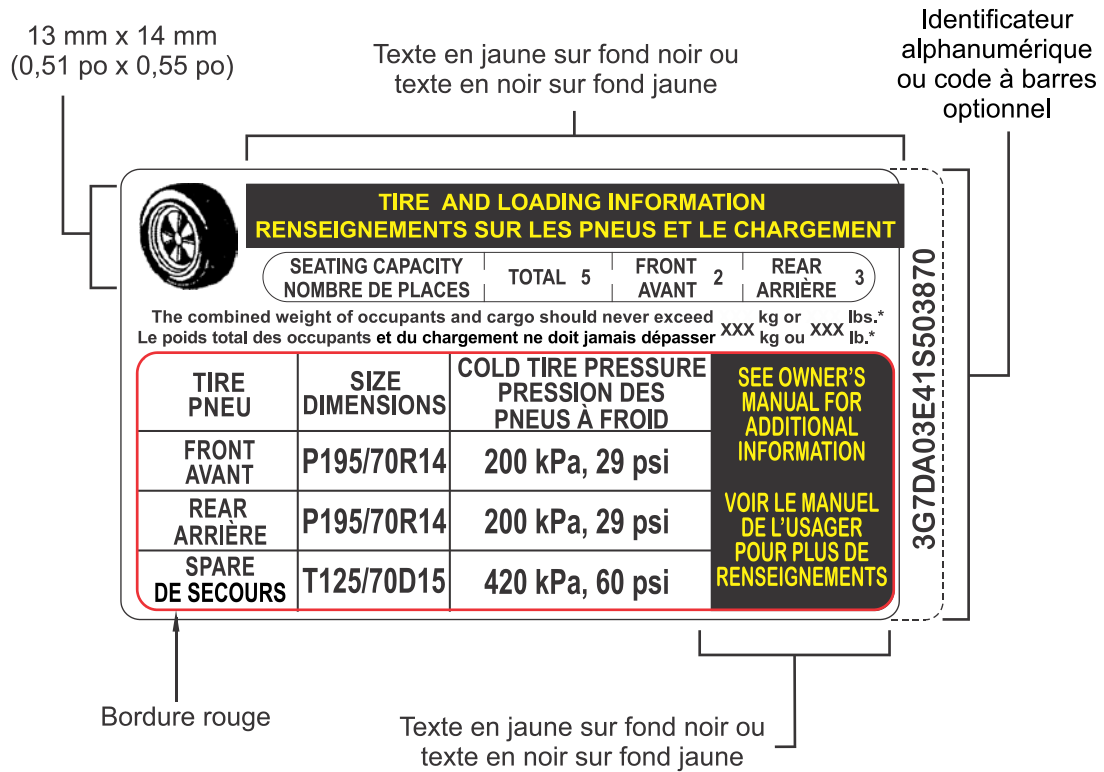 13 mm x 14 mm
(0,51 po x 0,55 po)
Texte en jaune sur fond noir ou
texte en noir sur fond jaune
Identificateur
alphanumérique
ou code à barres
optionnel
TIRE AND LOADING INFORMATION
RENSEIGNEMENTS SUR LES PNEUS ET LE CHARGEMENT
SEATING CAPACITY
NOMBRE DE PLACES
TOTAL 5
FRONT
AVANT
2
REAR
ARRIÈRE
3
The combined weight of occupants and cargo should never exceed XXX kg or XXX lbs.*
Le poids total des occupants et du chargement ne doit jamais dépasser kg ou lb.*
TIRE
PNEU
SIZE
DIMENSIONS
COLD TIRE PRESSURE
PRESSION DES
PNEUS À FROID
FRONT
AVANT
P195/70R14
200 kPa, 29 psi
REAR
ARRIÈRE
P195/70R14
200 kPa, 29 psi
SPARE
DE SECOURS
T125/70D15
420 kPa, 60 psi
SEE OWNER'S
MANUAL FOR
ADDITIONAL
INFORMATION
VOIR LE MANUEL
DE L'USAGER
POUR PLUS DE
RENSEIGNEMENTS
3G7DA03E41S503870
Bordure rouge
Texte en jaune sur fond noir ou
texte en noir sur fond jaune